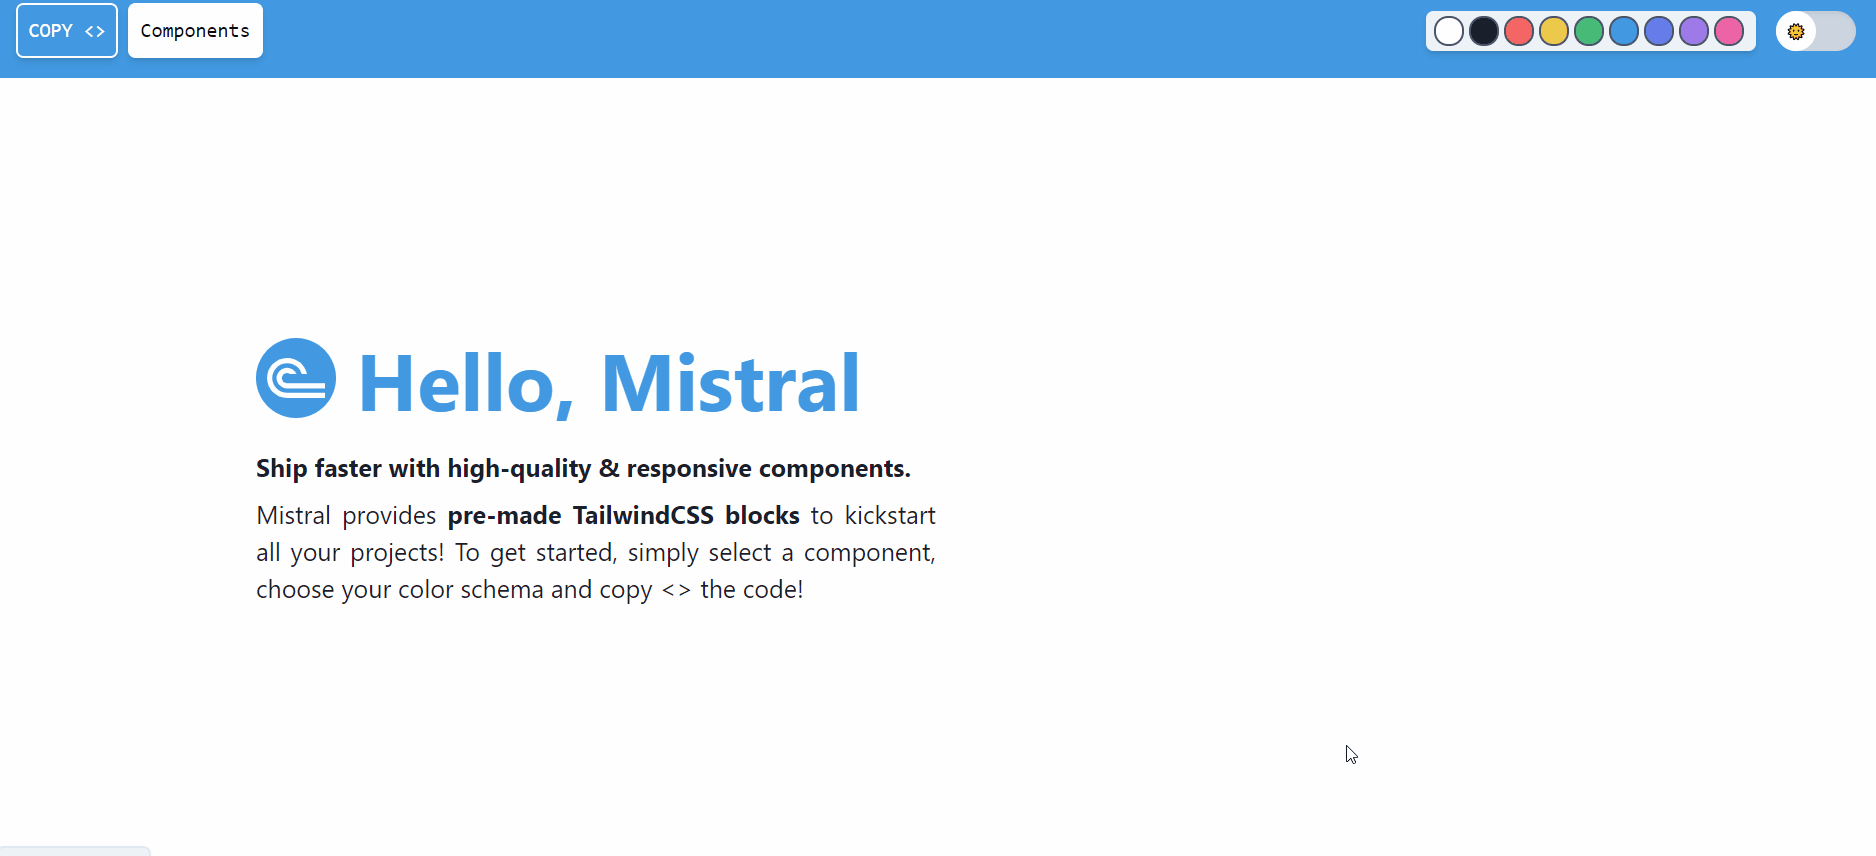 COPY <>
Components
Hello, Mistral
Ship faster with high-quality & responsive components.
Mistral provides pre-made TailwindCSS blocks to kickstart
all your projects! To get started, simply select a component,
choose your color schema and copy <> the code!